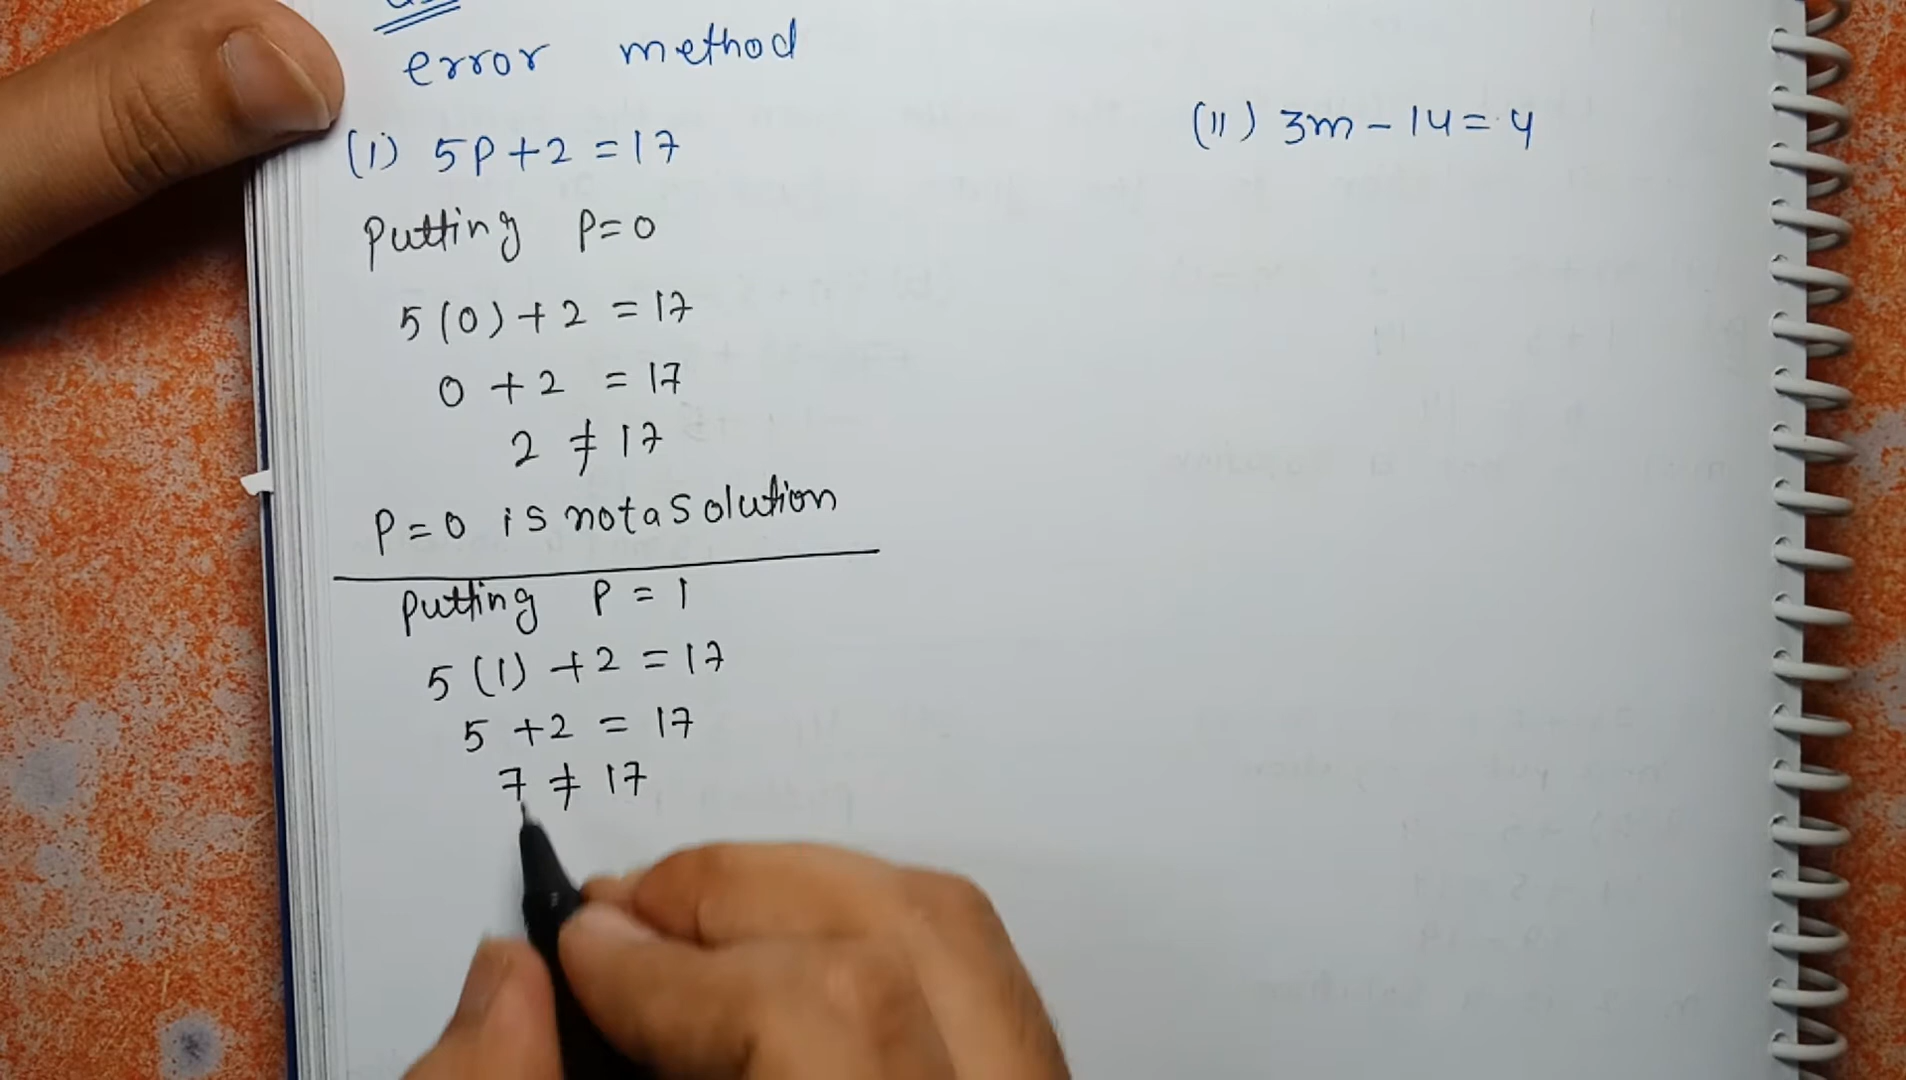 error method
(i) 5P+2=17
Putting P=0
5(0)+2=17
0+2=17
2≠17
P=0 is not a solution
putting P=1
5(1)+2=17
5+2=17
7≠17
(ii) 3m-14=4